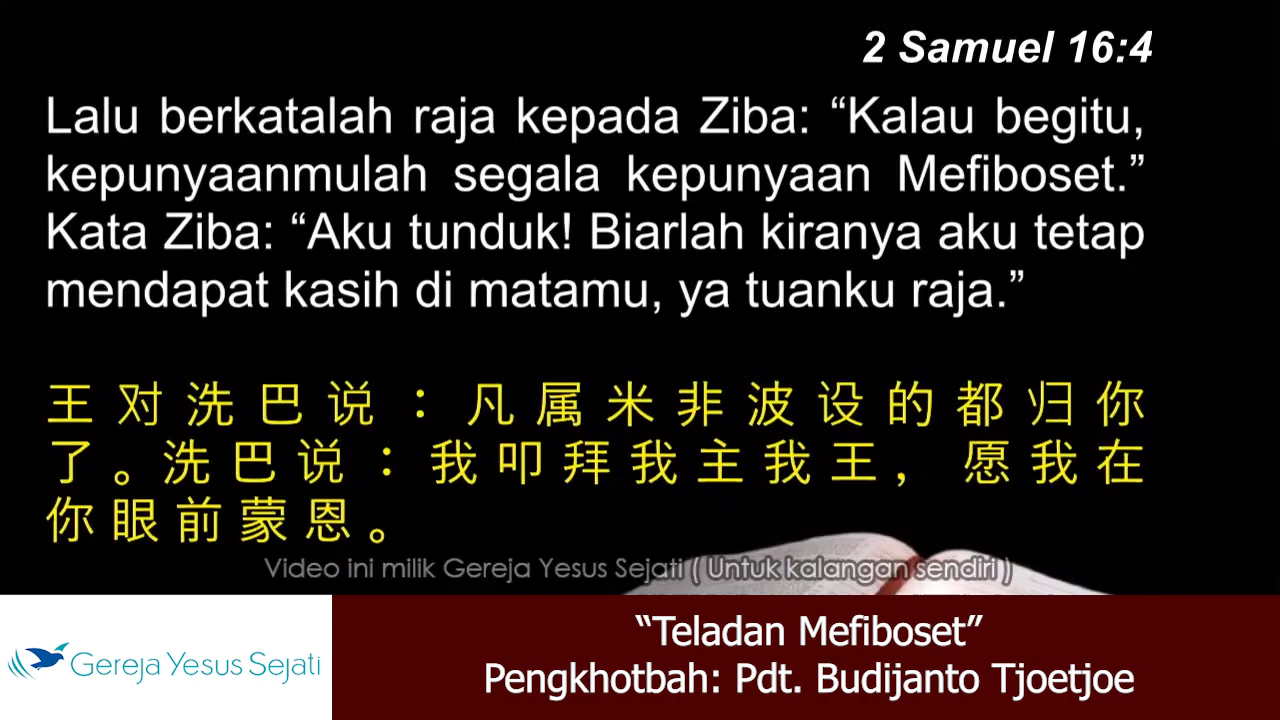 2 Samuel 16:4
Lalu berkatalah raja kepada Ziba: “Kalau begitu,
kepunyaanmulah segala kepunyaan Mefiboset.”
Kata Ziba: “Aku tunduk! Biarlah kiranya aku tetap
mendapat kasih di matamu, ya tuanku raja.”
王对洗巴说：凡属米非波设的都归你
了。洗巴说：我叩拜我主我王，愿我在
你眼前蒙恩。
Video ini milik Gereja Yesus Sejati ( Untuk kalangan sendiri )
Gereja Yesus Sejati
“Teladan Mefiboset”
Pengkhotbah: Pdt. Budijanto Tjoetjoe